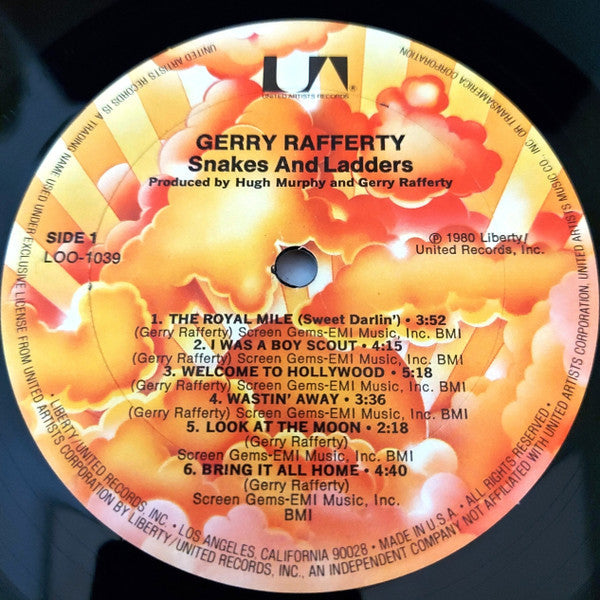 UA®
UNITED ARTISTS RECORDS
GERRY RAFFERTY
Snakes And Ladders
Produced by Hugh Murphy and Gerry Rafferty
SIDE 1
LOO-1039
℗ 1980 Liberty/
United Records, Inc.
1. THE ROYAL MILE (Sweet Darlin') • 3:52
(Gerry Rafferty) Screen Gems-EMI Music, Inc. BMI
2. I WAS A BOY SCOUT • 4:15
(Gerry Rafferty) Screen Gems-EMI Music, Inc. BMI
3. WELCOME TO HOLLYWOOD • 5:18
(Gerry Rafferty) Screen Gems-EMI Music, Inc. BMI
4. WASTIN' AWAY • 3:36
(Gerry Rafferty) Screen Gems-EMI Music, Inc. BMI
5. LOOK AT THE MOON • 2:18
(Gerry Rafferty)
Screen Gems-EMI Music, Inc. BMI
6. BRING IT ALL HOME • 4:40
(Gerry Rafferty)
Screen Gems-EMI Music, Inc.
BMI
• LIBERTY/UNITED RECORDS, INC. • LOS ANGELES, CALIFORNIA 90028 • MADE IN U.S.A. • ALL RIGHTS RESERVED •
UNITED ARTISTS RECORDS IS A TRADING NAME USED UNDER EXCLUSIVE LICENSE FROM UNITED ARTISTS CORPORATION BY LIBERTY/UNITED RECORDS, INC., AN INDEPENDENT COMPANY NOT AFFILIATED WITH UNITED ARTISTS CORPORATION, UNITED ARTISTS MUSIC CO., INC. OR TRANSAMERICA CORPORATION